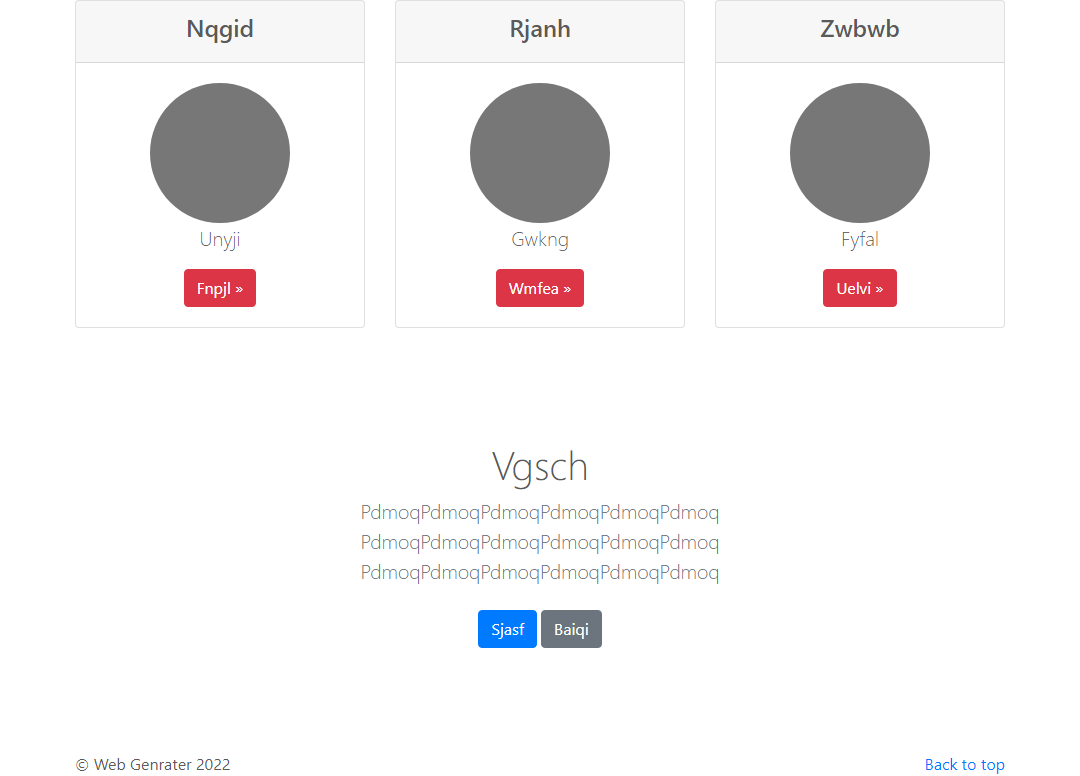 Nqgid
Rjanh
Zwbwb
Unyji
Gwkng
Fyfal
Fnpjl »
Wmfea »
Uelvi »
Vgsch
PdmoqPdmoqPdmoqPdmoqPdmoqPdmoq
PdmoqPdmoqPdmoqPdmoqPdmoqPdmoq
PdmoqPdmoqPdmoqPdmoqPdmoqPdmoq
Sjasf
Baiqi
© Web Genrater 2022
Back to top